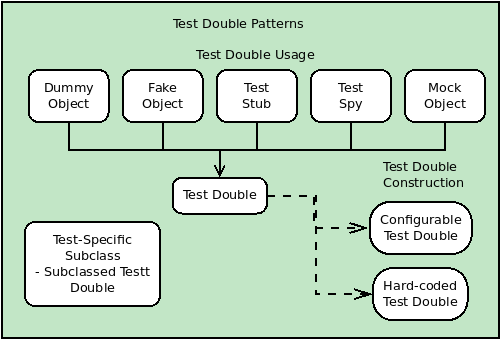 Test Double Patterns
Test Double Usage
Dummy
Object
Fake
Object
Test
Stub
Test
Spy
Mock
Object
Test Double
Test Double
Construction
Configurable
Test Double
Hard-coded
Test Double
Test-Specific
Subclass
- Subclassed Testt
Double